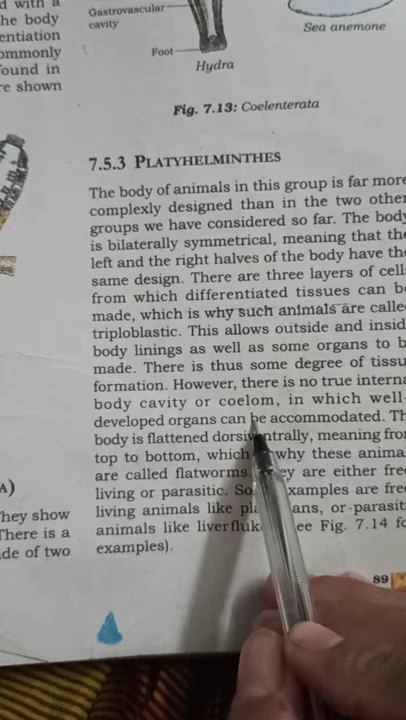 d with a
he body
entiation
ommonly
ound in
re shown
Gastrovascular
cavity
Foot
Hydra
Sea anemone
Fig. 7.13: Coelenterata
7.5.3 PLATYHELMINTHES
The body of animals in this group is far more
complexly designed than in the two other
groups we have considered so far. The body
is bilaterally symmetrical, meaning that the
left and the right halves of the body have the
same design. There are three layers of cell
from which differentiated tissues can be
made, which is why such animals are calle
triploblastic. This allows outside and insid
body linings as well as some organs to b
made. There is thus some degree of tissu
formation. However, there is no true interna
body cavity or coelom, in which well-
developed organs can be accommodated. Th
body is flattened dorsiventrally, meaning from
top to bottom, which why these anima
are called flatworms. ey are either free
living or parasitic. So xamples are free
living animals like pla ans, or parasit
animals like liverfluk ee Fig. 7.14 fo
examples).
A)
They show
There is a
de of two
89